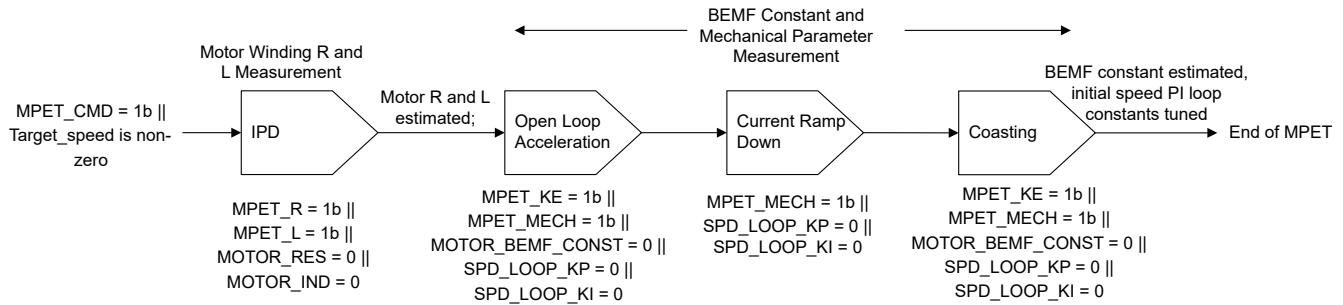 BEMF Constant and
Mechanical Parameter
Measurement
Motor Winding R and
L Measurement
MPET_CMD = 1b ||
Target_speed is non-
zero
IPD
Motor R and L
estimated;
Open Loop
Acceleration
Current Ramp
Down
Coasting
BEMF constant estimated,
initial speed PI loop
constants tuned
End of MPET
MPET_R = 1b ||
MPET_L = 1b ||
MOTOR_RES = 0 ||
MOTOR_IND = 0
MPET_KE = 1b ||
MPET_MECH = 1b ||
MOTOR_BEMF_CONST = 0 ||
SPD_LOOP_KP = 0 ||
SPD_LOOP_KI = 0
MPET_MECH = 1b ||
SPD_LOOP_KP = 0 ||
SPD_LOOP_KI = 0
MPET_KE = 1b ||
MPET_MECH = 1b ||
MOTOR_BEMF_CONST = 0 ||
SPD_LOOP_KP = 0 ||
SPD_LOOP_KI = 0